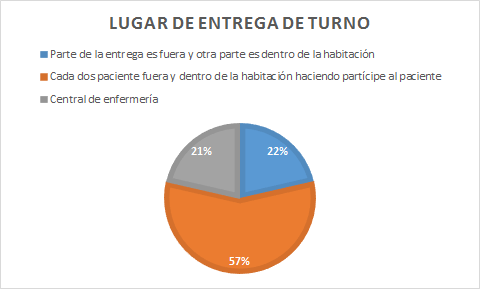 LUGAR DE ENTREGA DE TURNO
Parte de la entrega es fuera y otra parte es dentro de la habitación
Cada dos paciente fuera y dentro de la habitación haciendo partícipe al paciente
Central de enfermería
21%
22%
57%